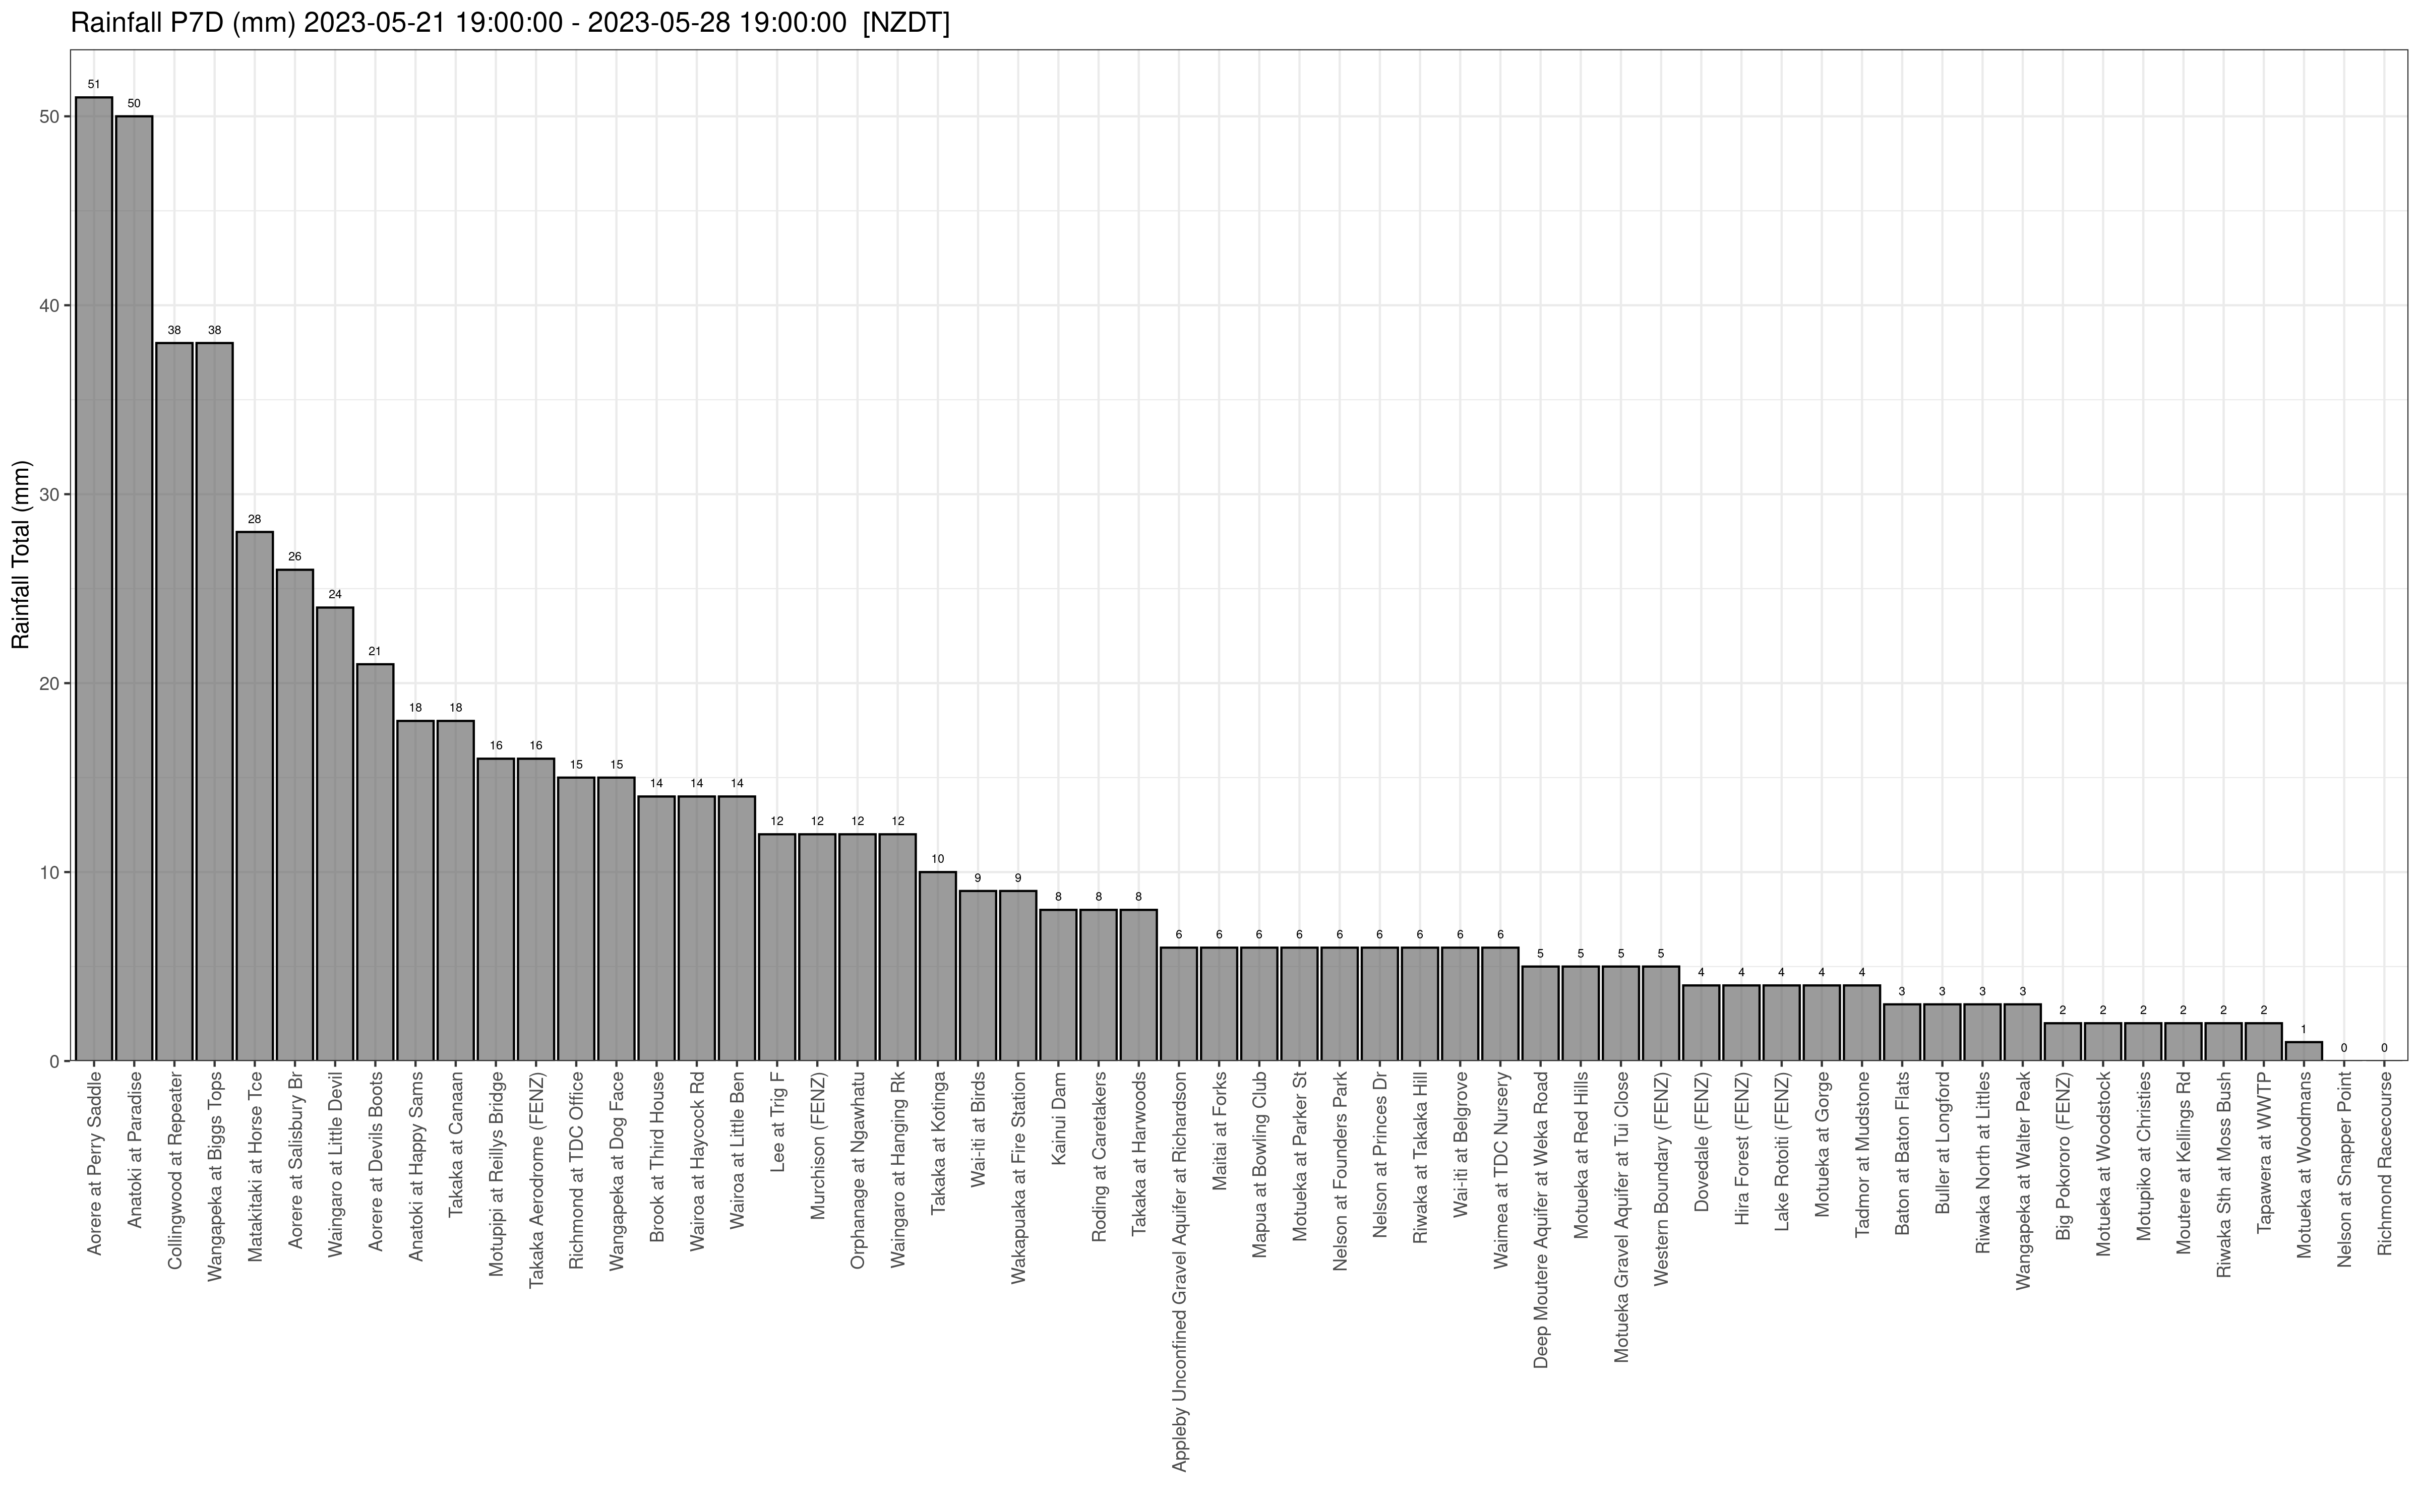 Rainfall P7D (mm) 2023-05-21 19:00:00 - 2023-05-28 19:00:00 [NZDT]
Rainfall Total (mm)
50
40
30
20
10
0
51
50
38
38
28
26
24
21
18
18
16
16
15
15
14
14
14
12
12
12
12
10
9
9
8
8
8
6
6
6
6
6
6
6
6
6
5
5
5
5
4
4
4
4
4
3
3
3
3
2
2
2
2
2
2
1
0
0
Aorere at Perry Saddle
Anatoki at Paradise
Collingwood at Repeater
Wangapeka at Biggs Tops
Matakitaki at Horse Tce
Aorere at Salisbury Br
Waingaro at Little Devil
Aorere at Devils Boots
Anatoki at Happy Sams
Takaka at Canaan
Motupipi at Reillys Bridge
Takaka Aerodrome (FENZ)
Richmond at TDC Office
Wangapeka at Dog Face
Brook at Third House
Wairoa at Haycock Rd
Wairoa at Little Ben
Lee at Trig F
Murchison (FENZ)
Orphanage at Ngawhatu
Waingaro at Hanging Rk
Takaka at Kotinga
Wai-iti at Birds
Wakapuaka at Fire Station
Kainui Dam
Roding at Caretakers
Takaka at Harwoods
Appleby Unconfined Gravel Aquifer at Richardson
Maitai at Forks
Mapua at Bowling Club
Motueka at Parker St
Nelson at Founders Park
Nelson at Princes Dr
Riwaka at Takaka Hill
Wai-iti at Belgrove
Waimea at TDC Nursery
Deep Moutere Aquifer at Weka Road
Motueka at Red Hills
Motueka Gravel Aquifer at Tui Close
Western Boundary (FENZ)
Dovedale (FENZ)
Hira Forest (FENZ)
Lake Rotoiti (FENZ)
Motueka at Gorge
Tadmor at Mudstone
Baton at Baton Flats
Buller at Longford
Riwaka North at Littles
Wangapeka at Walter Peak
Big Pokororo (FENZ)
Motueka at Woodstock
Motupiko at Christies
Moutere at Kellings Rd
Riwaka Sth at Moss Bush
Tapawera at WWTP
Motueka at Woodmans
Nelson at Snapper Point
Richmond Racecourse